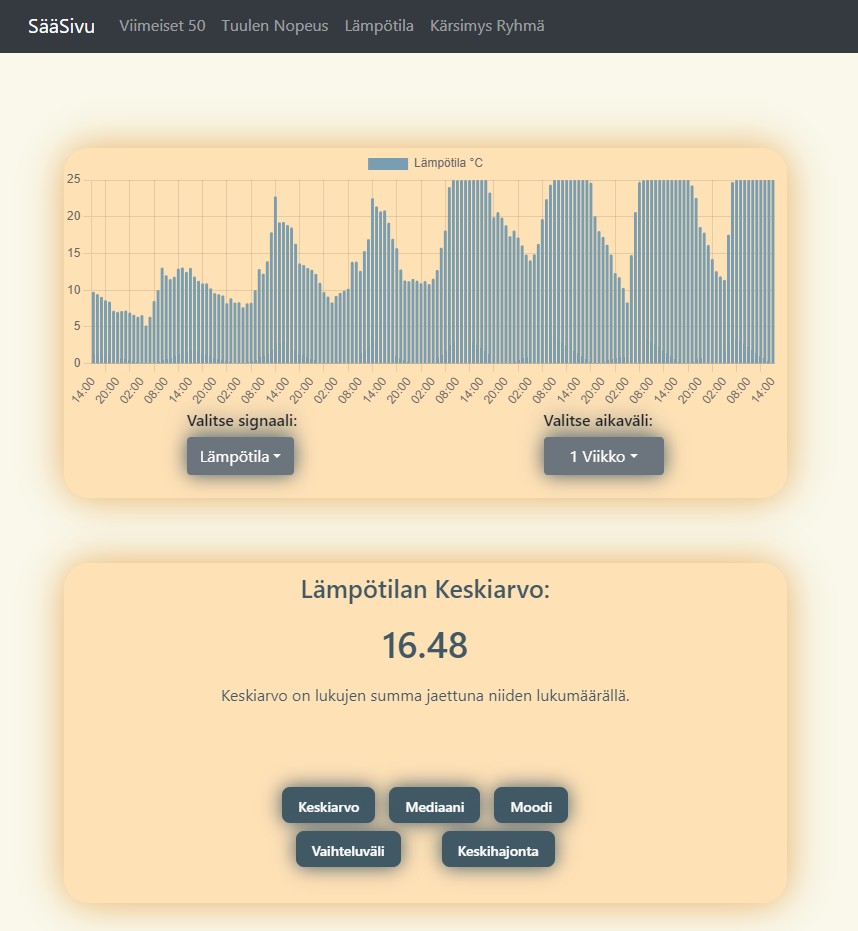 SääSivu Viimeiset 50 Tuulen Nopeus Lämpötila Kärsimys Ryhmä
Lämpötila °C
25
20
15
10
5
0
14:00 20:00 02:00 08:00 14:00 20:00 02:00 08:00 14:00 20:00 02:00 08:00 14:00 20:00 02:00 08:00 14:00 20:00 02:00 08:00 14:00 20:00 02:00 08:00 14:00 20:00 02:00 08:00 14:00
Valitse signaali: Valitse aikaväli:
Lämpötila 1 Viikko
Lämpötilan Keskiarvo:
16.48
Keskiarvo on lukujen summa jaettuna niiden lukumäärällä.
Keskiarvo Mediaani Moodi
Vaihteluväli Keskihajonta